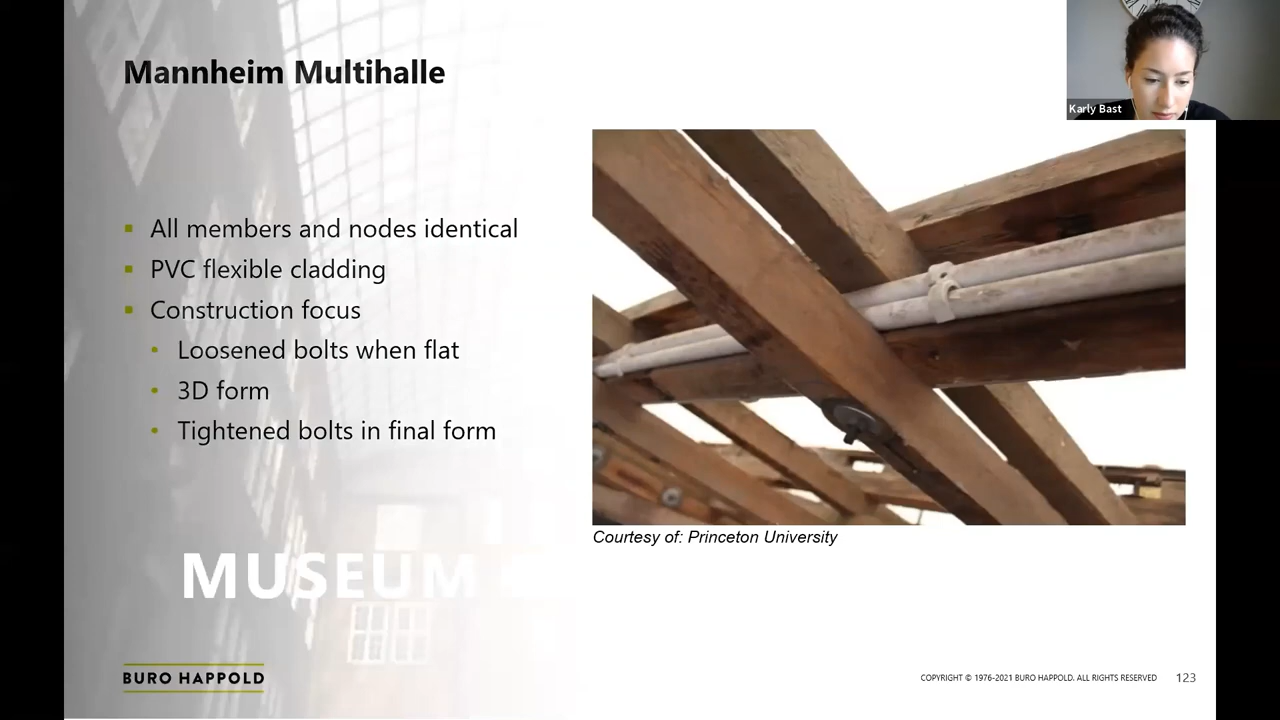 Mannheim Multihalle
Karly Bast
All members and nodes identical
PVC flexible cladding
Construction focus
Loosened bolts when flat
3D form
Tightened bolts in final form
Courtesy of: Princeton University
MUSEUM
BURO HAPPOLD
COPYRIGHT © 1976-2021 BURO HAPPOLD. ALL RIGHTS RESERVED
123